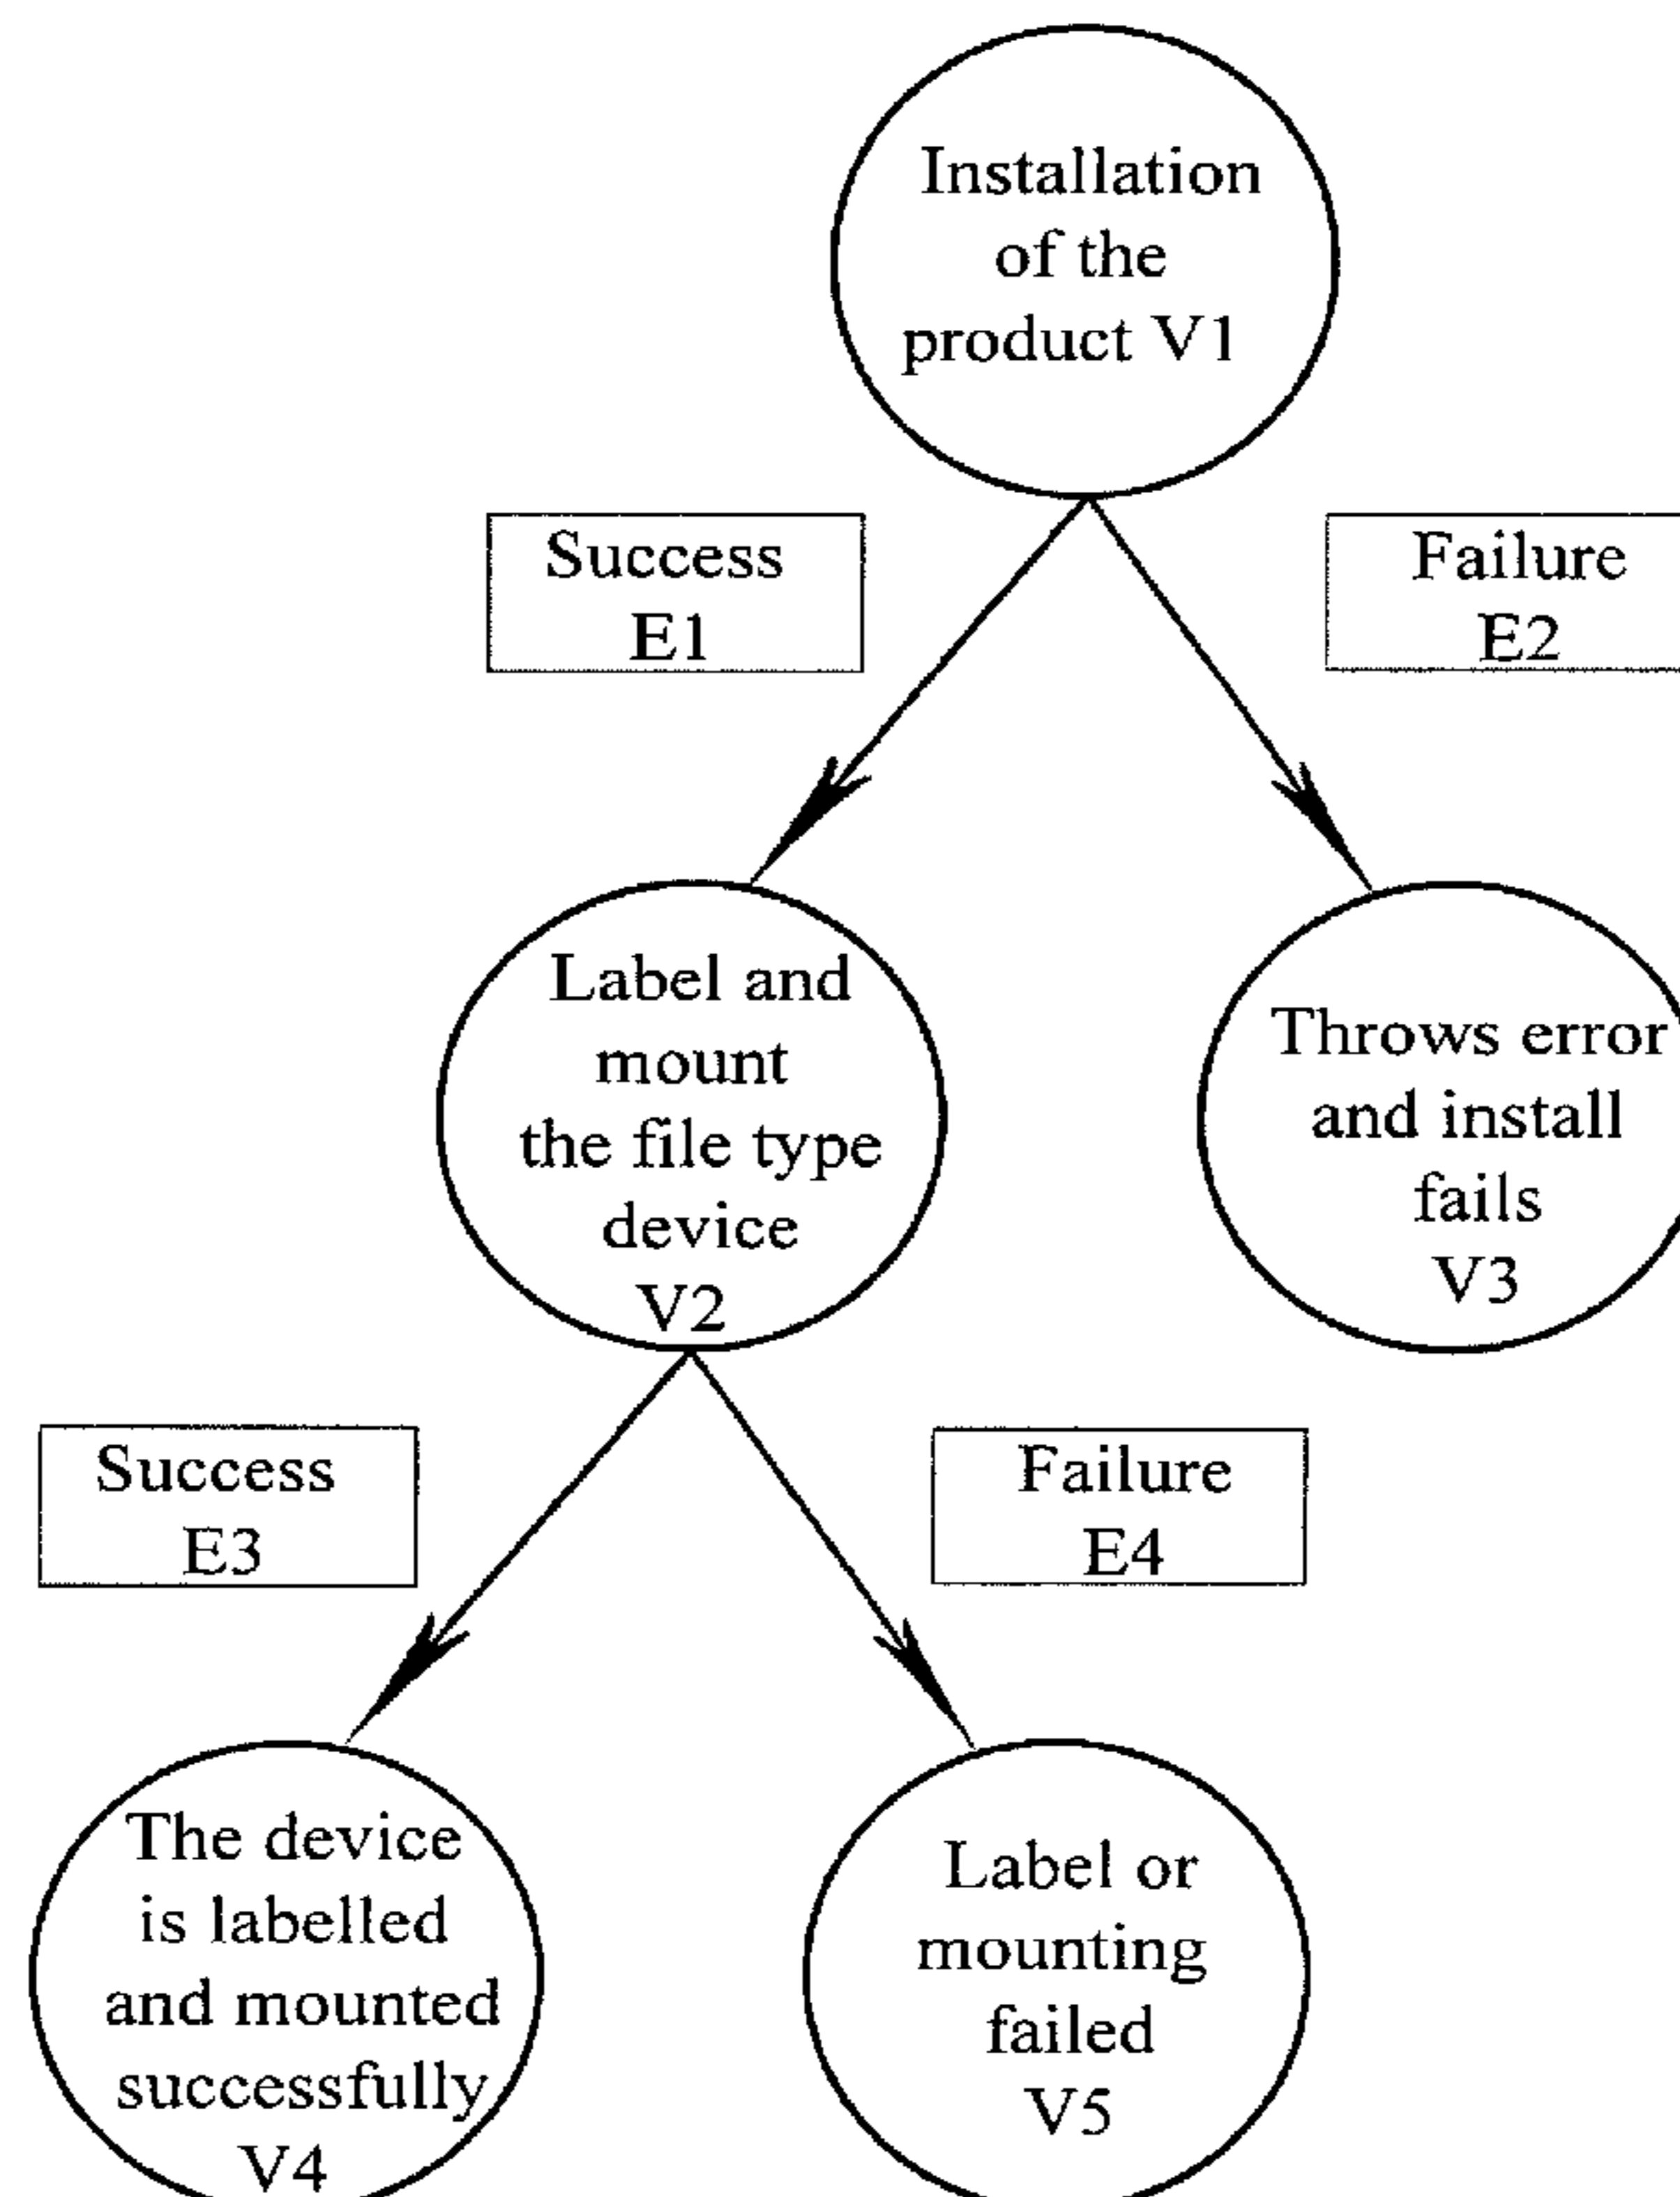 Installation
of the
product V1
Success
E1
Failure
E2
Label and
mount
the file type
device
V2
Throws error
and install
fails
V3
Success
E3
Failure
E4
The device
is labelled
and mounted
successfully
V4
Label or
mounting
failed
V5